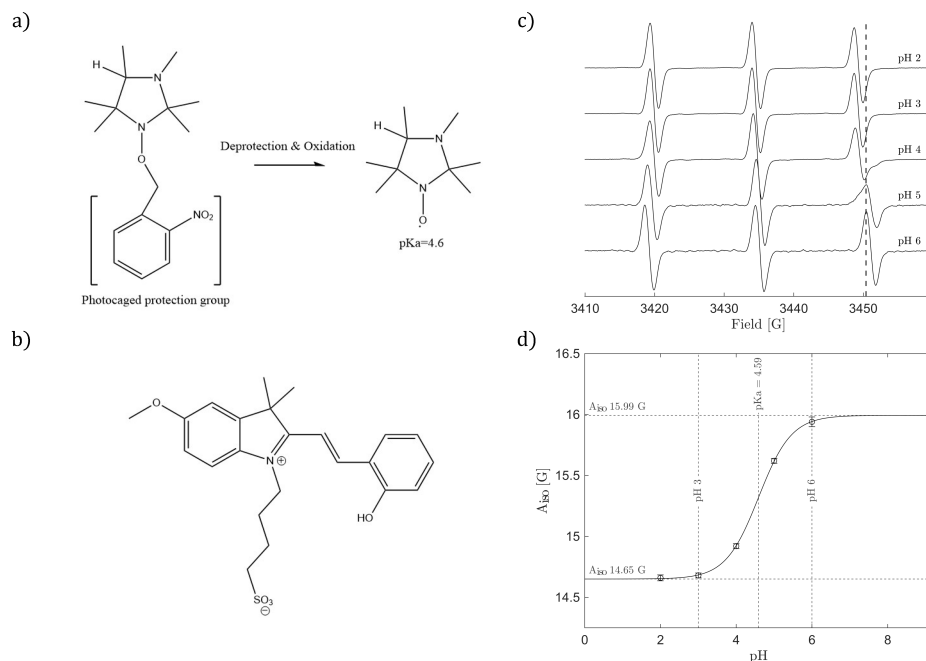 a)
H
N
N
O
NO₂
Photocaged protection group
Deprotection & Oxidation
H
N
N
O
·
pKa=4.6
b)
O
N
⊕
HO
SO₃
⊖
c)
pH 2
pH 3
pH 4
pH 5
pH 6
3410
3420
3430
3440
3450
Field [G]
d)
16.5
16
15.5
15
14.5
Aiso [G]
Aiso 15.99 G
Aiso 14.65 G
pH 3
pKa = 4.59
pH 6
0
2
4
6
8
pH